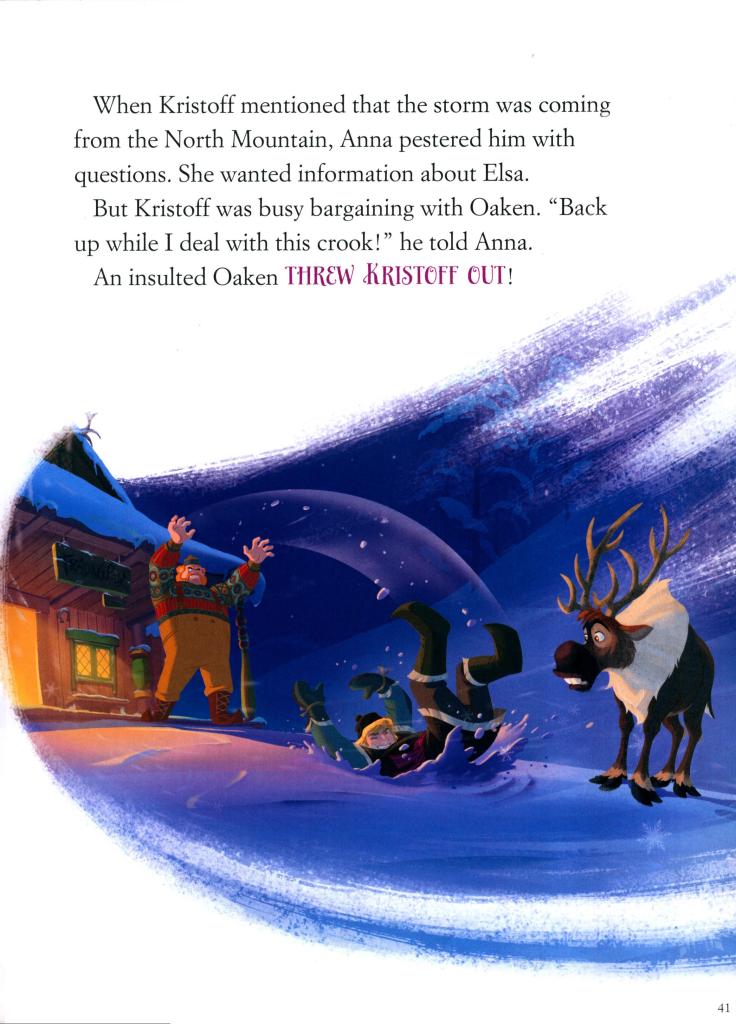 When Kristoff mentioned that the storm was coming
from the North Mountain, Anna pestered him with
questions. She wanted information about Elsa.
But Kristoff was busy bargaining with Oaken. “Back
up while I deal with this crook!” he told Anna.
An insulted Oaken THREW KRISTOFF OUT!
41